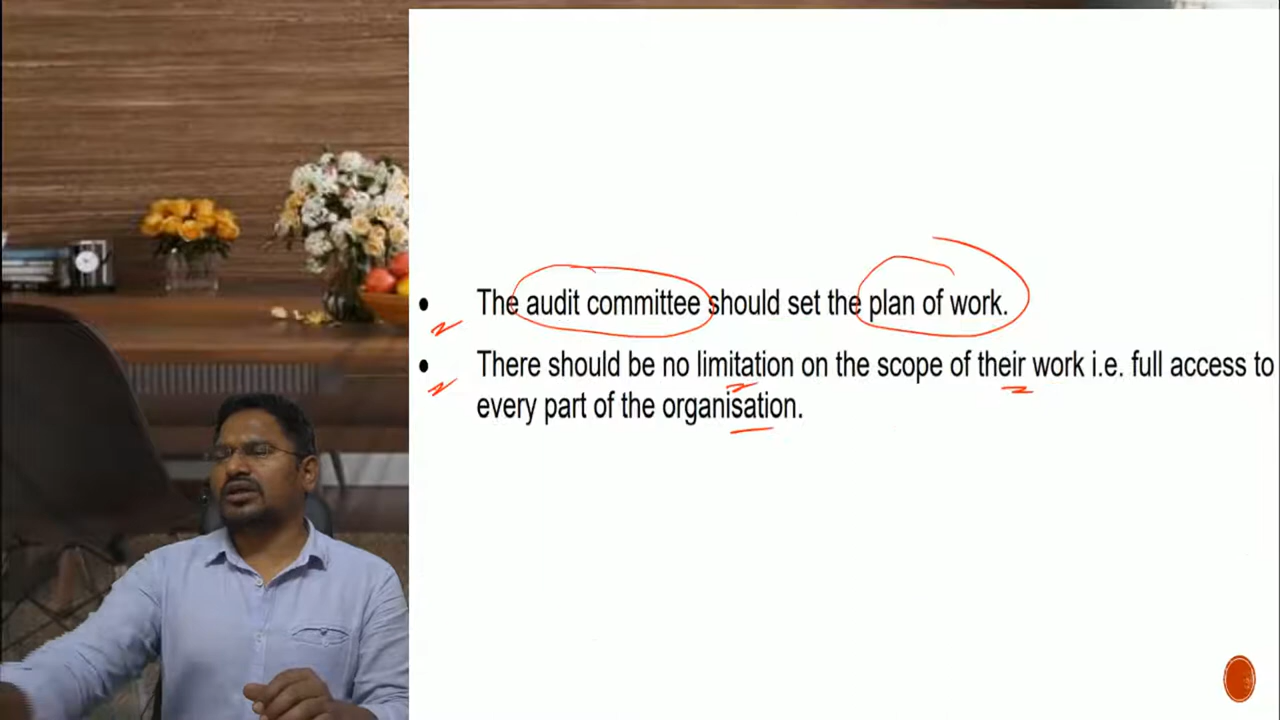 • The audit committee should set the plan of work.
• There should be no limitation on the scope of their work i.e. full access to
every part of the organisation.